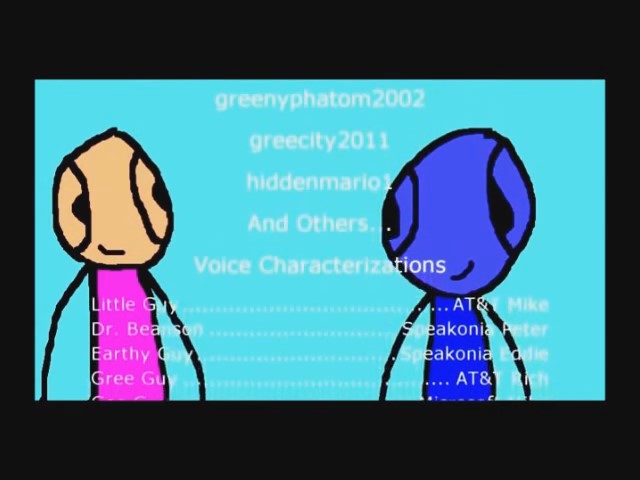 greenyphatom2002
greecity2011
hiddenmario1
And Others...
Voice Characterizations
Little Guy.......................................... AT&T Mike
Dr. Beanson ................................ Speakonia Peter
Earthy Guy.................................. Speakonia Eddie
Gree Guy ........................................... AT&T Rich